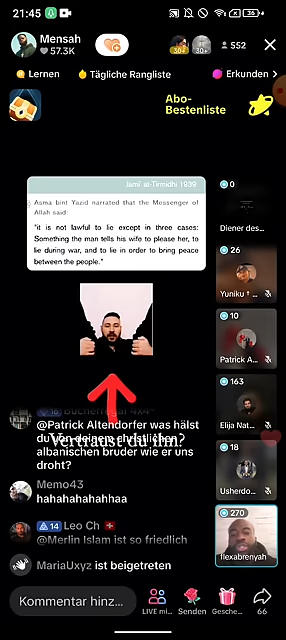 21:45
35
Mensah
57.3K
30+
30+
552
Lernen
Tägliche Rangliste
Erkunden
Abo-
Bestenliste
Jami` at-Tirmidhi 1939
Asma bint Yazid narrated that the Messenger of
Allah said:
"it is not lawful to lie except in three cases:
Something the man tells his wife to please her, to
lie during war, and to lie in order to bring peace
between the people."
0
Diener des...
26
Yuniku
10
Patrick A...
163
Elija Nat...
18
Usherdo...
270
flexabrenyah
@Patrick Altendorfer was hälst
du von deinem christlichen
albanischen bruder wie er uns
droht?
Vertraust du ihm?
Memo43
hahahahahahhaa
14 Leo Ch
@Merlin Islam ist so friedlich
MariaUxyz ist beigetreten
Kommentar hinz...
LIVE mi...
Senden
Gesche...
66